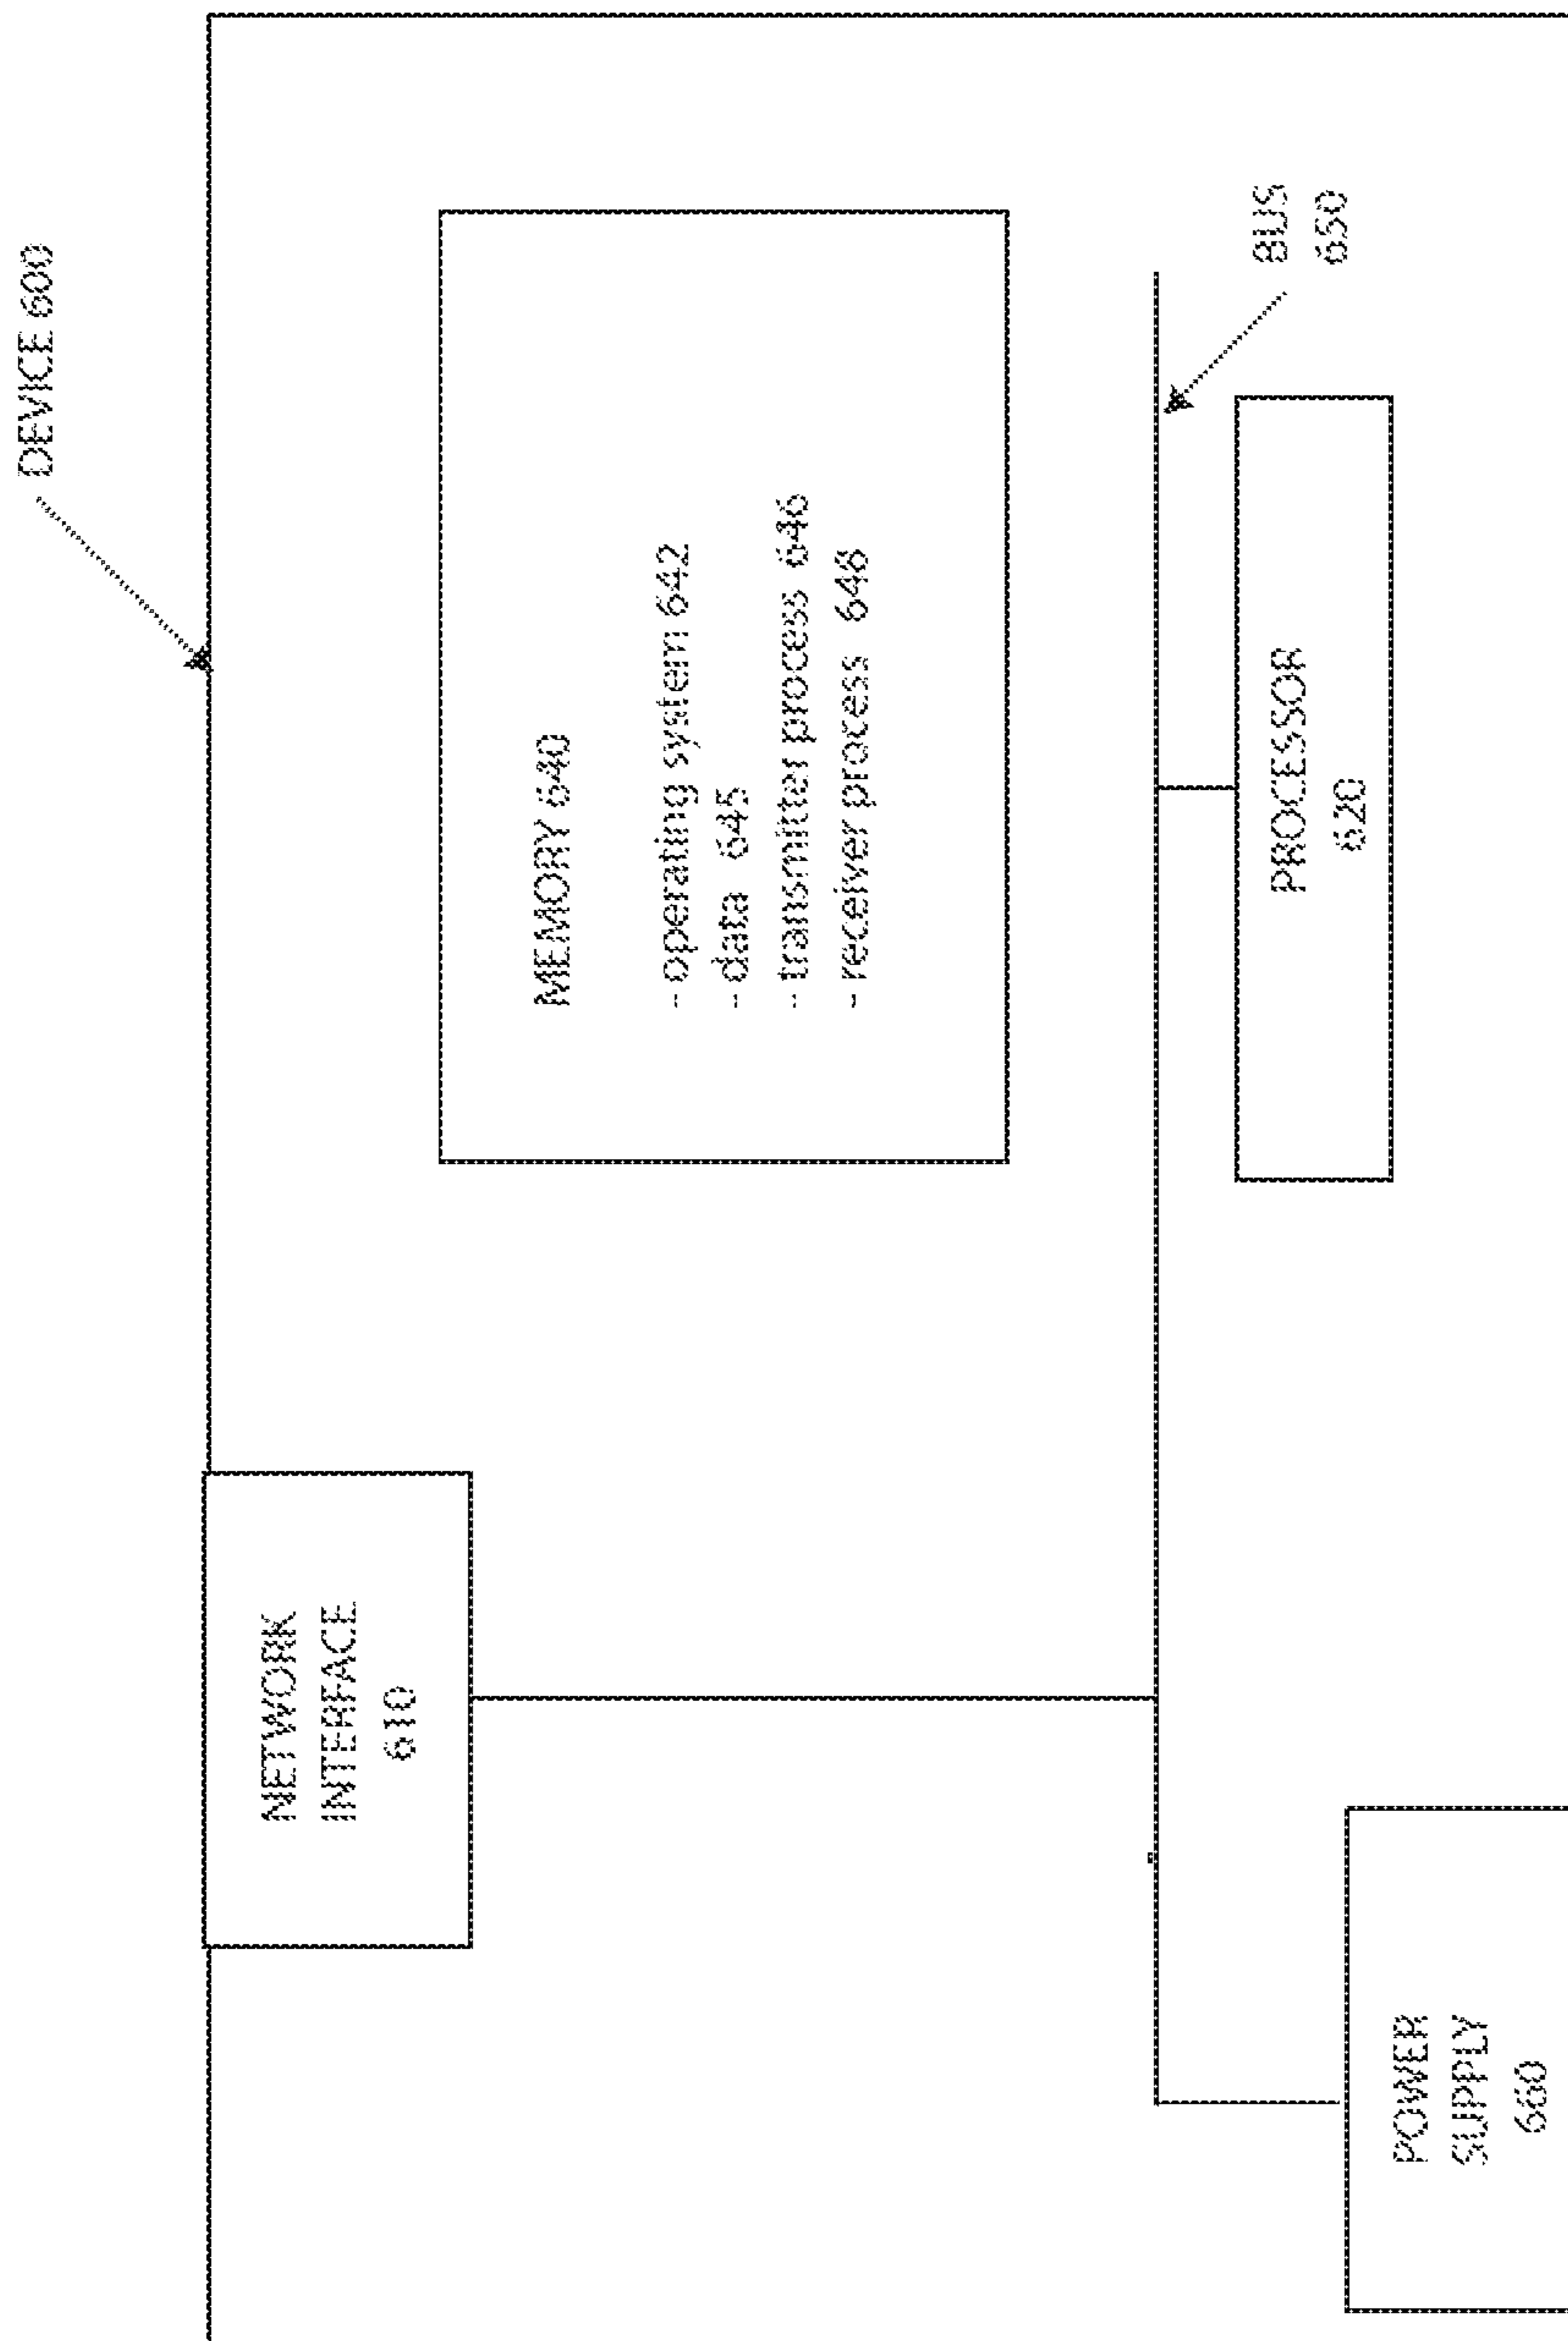 DEVICE 600
NETWORK
INTERFACE
610
MEMORY 640
- operating system 642
- data 645
- transmitter process 646
- receiver process 648
BUS
650
PROCESSOR
620
POWER
SUPPLY
660